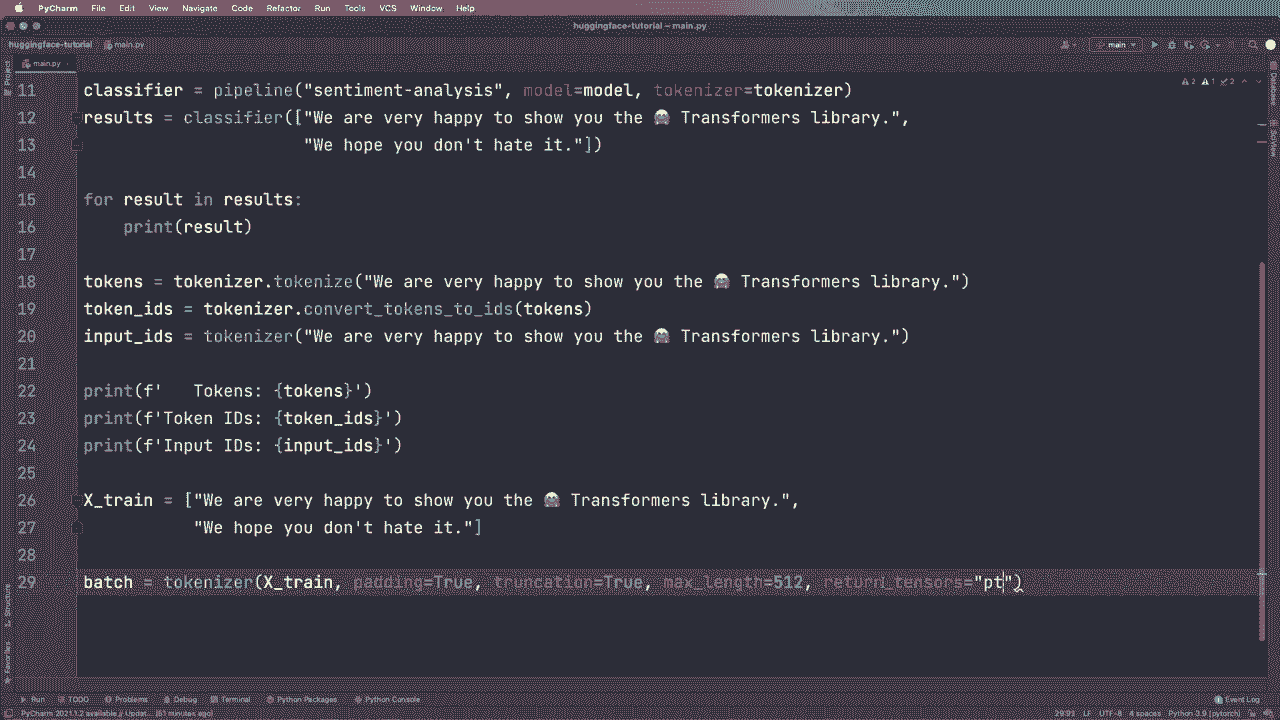 PyCharm File Edit View Navigate Code Refactor Run Tools VCS Window Help
huggingface-tutorial – main.py
huggingface-tutorial main.py main
main.py
Project
2 1 2
11 classifier = pipeline("sentiment-analysis", model=model, tokenizer=tokenizer)
12 results = classifier(["We are very happy to show you the 🤗 Transformers library.",
13 "We hope you don't hate it."])
14
15 for result in results:
16 print(result)
17
18 tokens = tokenizer.tokenize("We are very happy to show you the 🤗 Transformers library.")
19 token_ids = tokenizer.convert_tokens_to_ids(tokens)
20 input_ids = tokenizer("We are very happy to show you the 🤗 Transformers library.")
21
22 print(f'   Tokens: {tokens}')
23 print(f'Token IDs: {token_ids}')
24 print(f'Input IDs: {input_ids}')
25
26 X_train = ["We are very happy to show you the 🤗 Transformers library.",
27 "We hope you don't hate it."]
28
29 batch = tokenizer(X_train, padding=True, truncation=True, max_length=512, return_tensors="pt")
Database
SciView
Structure
Favorites
Run TODO Problems Debug Terminal Python Packages Python Console Event Log
PyCharm 2021.1.2 available // Updat... (61 minutes ago) 29:93 LF UTF-8 4 spaces Python 3.9 (pytorch)